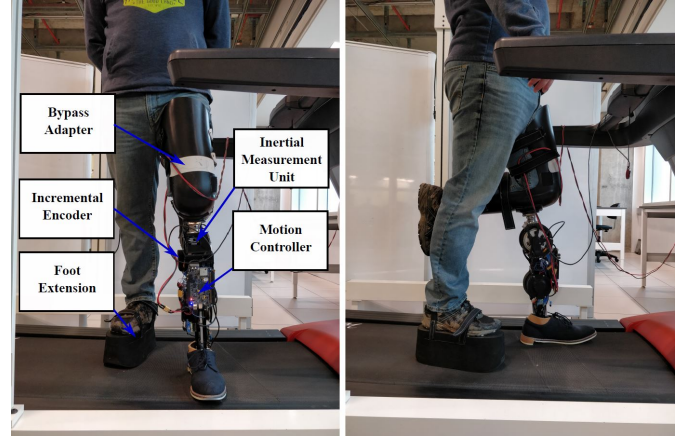 Bypass
Adapter
Inertial
Measurement
Unit
Incremental
Encoder
Motion
Controller
Foot
Extension